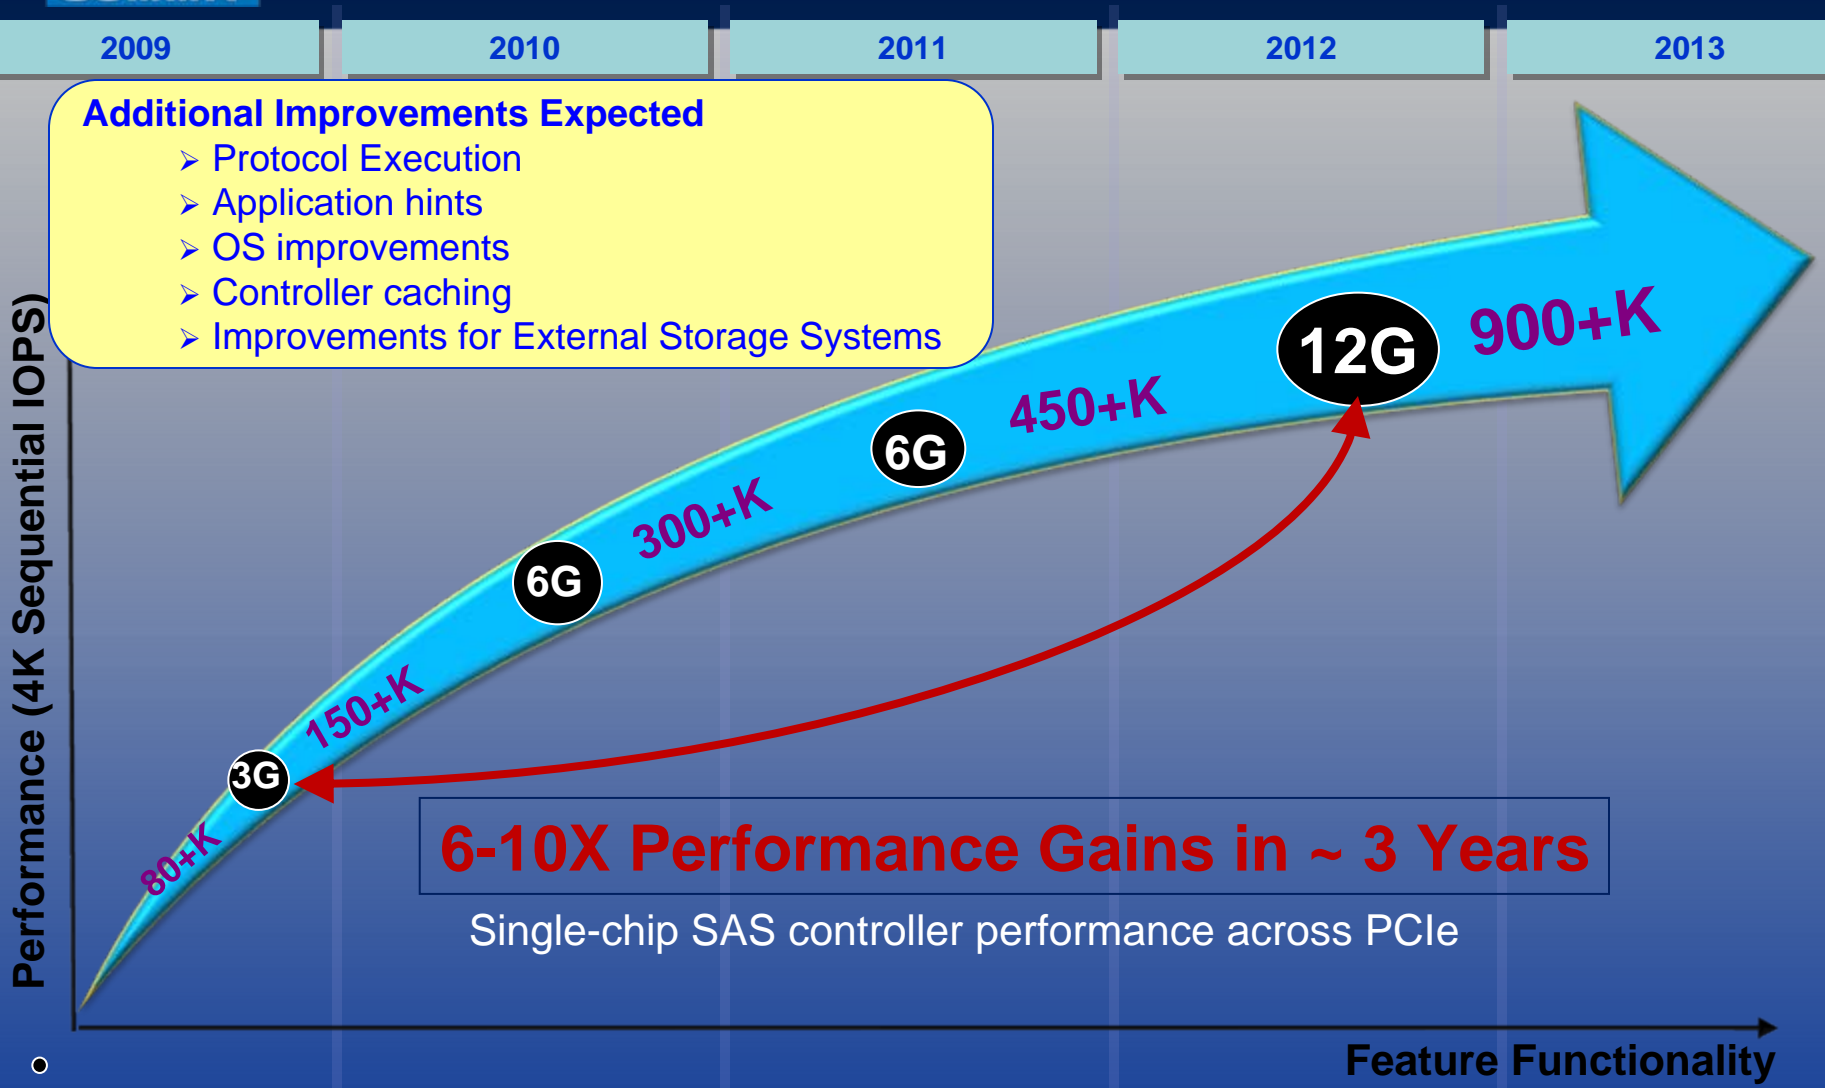 2009
2010
2011
2012
2013
Additional Improvements Expected
➢ Protocol Execution
➢ Application hints
➢ OS improvements
➢ Controller caching
➢ Improvements for External Storage Systems
Performance (4K Sequential IOPS)
12G
900+K
450+K
6G
300+K
6G
150+K
3G
80+K
6-10X Performance Gains in ~ 3 Years
Single-chip SAS controller performance across PCIe
Feature Functionality